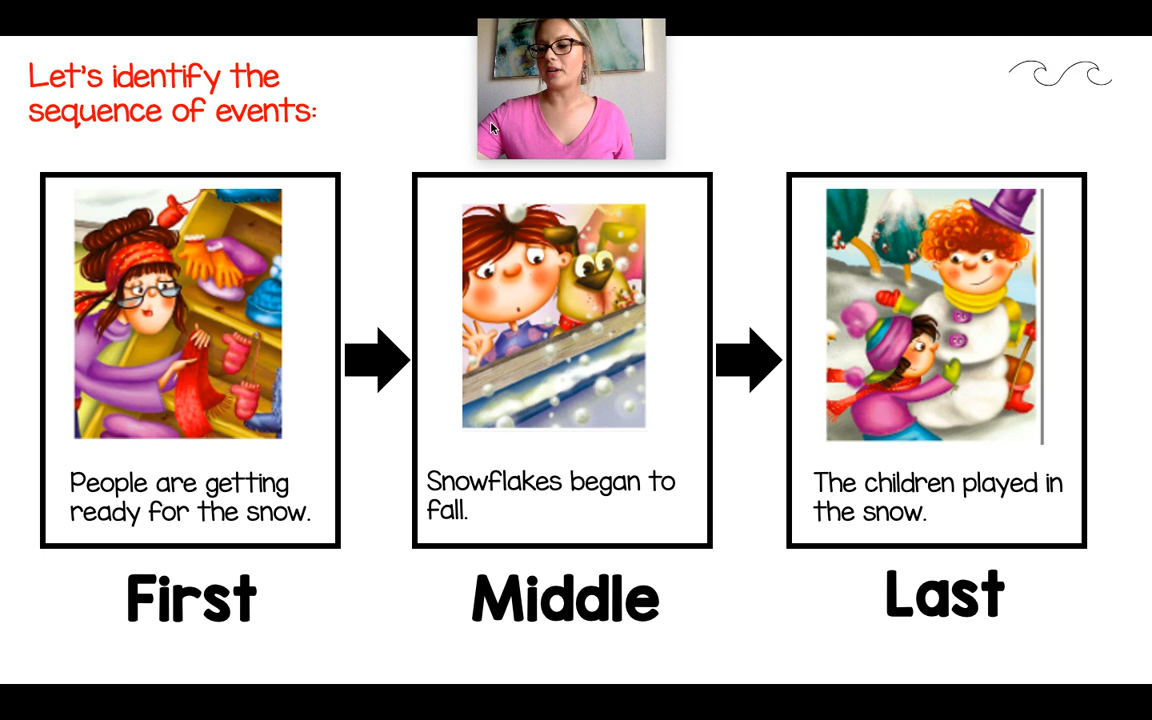 Let's identify the
sequence of events:
People are getting
ready for the snow.
Snowflakes began to
fall.
The children played in
the snow.
First
Middle
Last